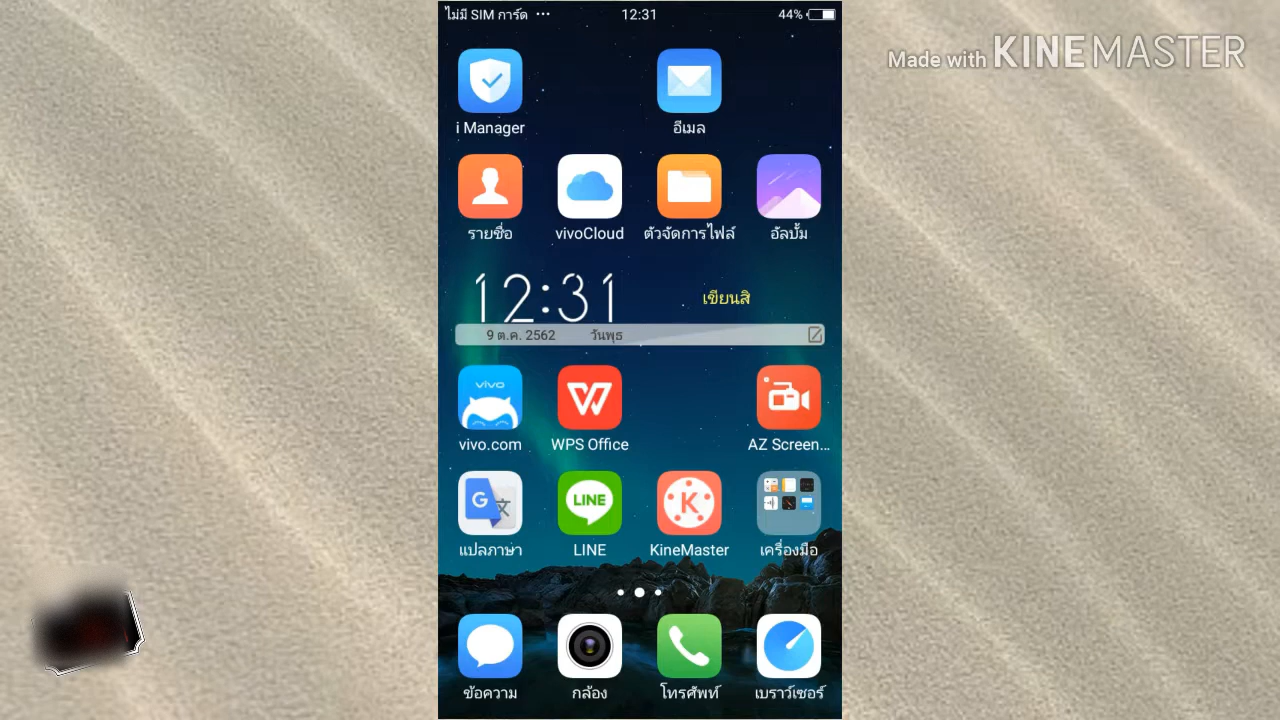 ไม่มี SIM การ์ด ··· 12:31 44%
Made with KINEMASTER
i Manager อีเมล
รายชื่อ vivoCloud ตัวจัดการไฟล์ อัลบั้ม
12:31 เขียนสิ
9 ต.ค. 2562 วันพุธ
vivo
W
vivo.com WPS Office AZ Screen...
G 文 LINE K
แปลภาษา LINE KineMaster เครื่องมือ
ข้อความ กล้อง โทรศัพท์ เบราว์เซอร์